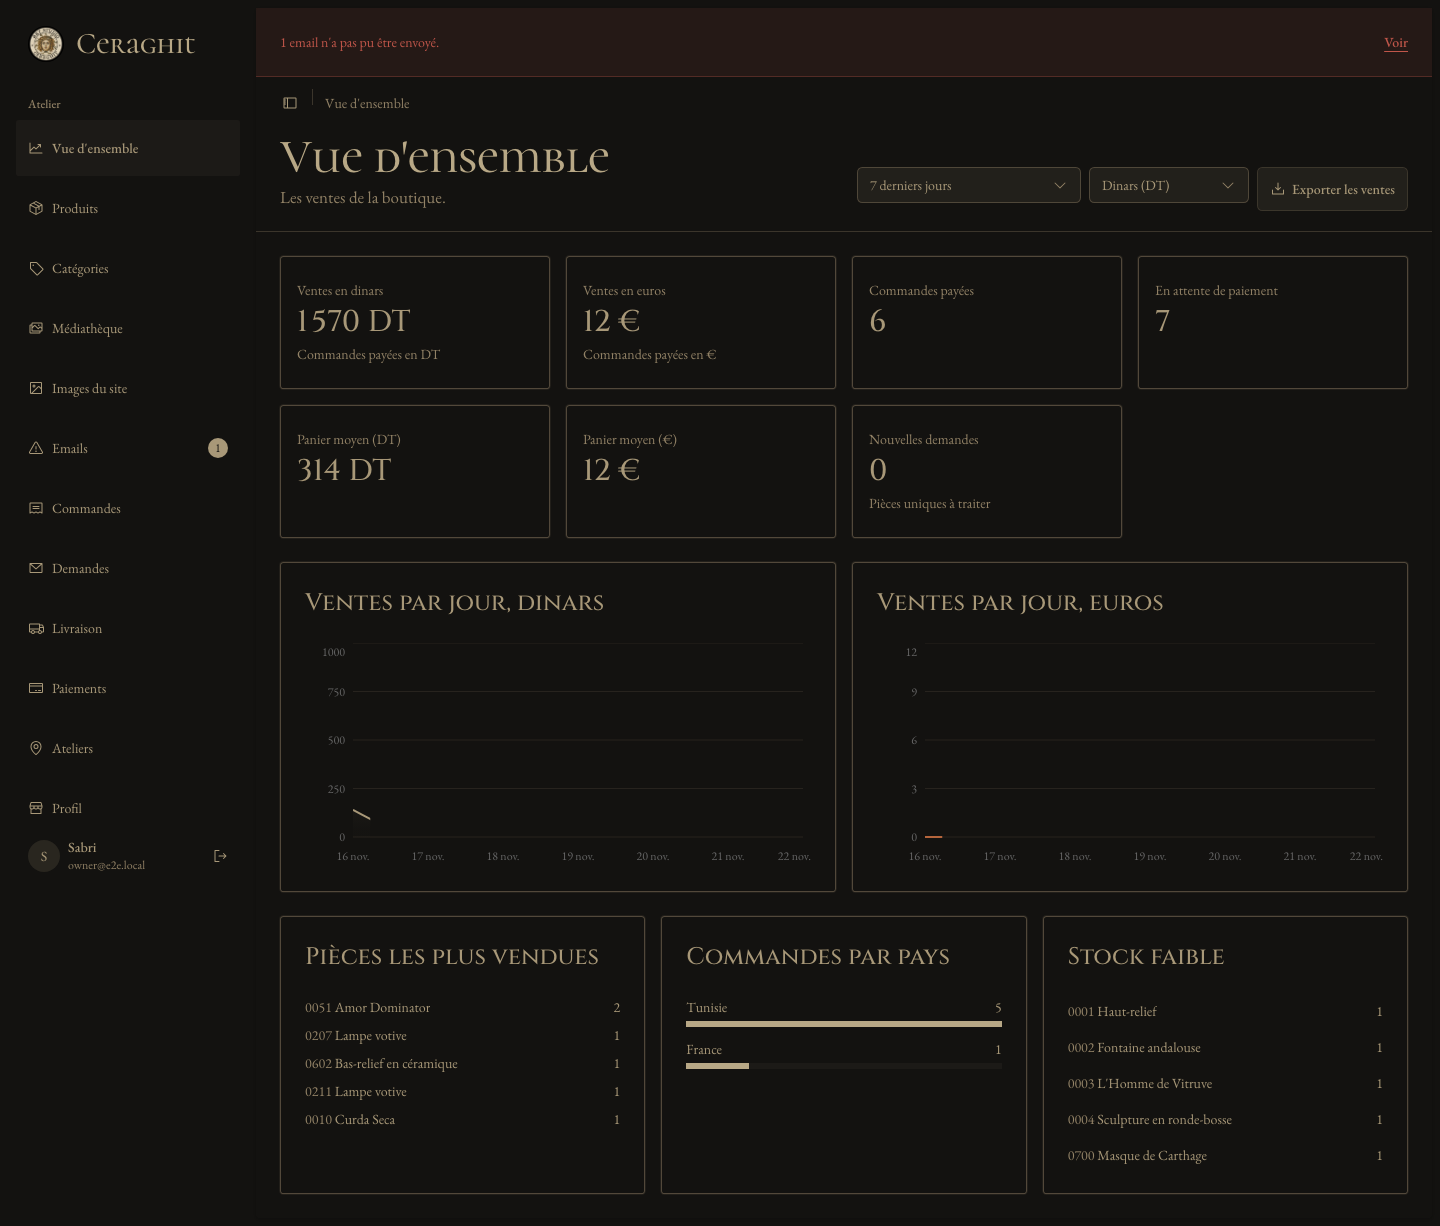 Ceraghit
Atelier
Vue d'ensemble
Produits
Catégories
Médiathèque
Images du site
Emails 1
Commandes
Demandes
Livraison
Paiements
Ateliers
Profil
S
Sabri
owner@e2e.local
1 email n'a pas pu être envoyé. Voir
Vue d'ensemble
Vue d'ensemble
Les ventes de la boutique.
7 derniers jours
Dinars (DT)
Exporter les ventes
Ventes en dinars
1 570 DT
Commandes payées en DT
Ventes en euros
12 €
Commandes payées en €
Commandes payées
6
En attente de paiement
7
Panier moyen (DT)
314 DT
Panier moyen (€)
12 €
Nouvelles demandes
0
Pièces uniques à traiter
Ventes par jour, dinars
1000
750
500
250
0
16 nov. 17 nov. 18 nov. 19 nov. 20 nov. 21 nov. 22 nov.
Ventes par jour, euros
12
9
6
3
0
16 nov. 17 nov. 18 nov. 19 nov. 20 nov. 21 nov. 22 nov.
Pièces les plus vendues
0051 Amor Dominator 2
0207 Lampe votive 1
0602 Bas-relief en céramique 1
0211 Lampe votive 1
0010 Curda Seca 1
Commandes par pays
Tunisie 5
France 1
Stock faible
0001 Haut-relief 1
0002 Fontaine andalouse 1
0003 L'Homme de Vitruve 1
0004 Sculpture en ronde-bosse 1
0700 Masque de Carthage 1